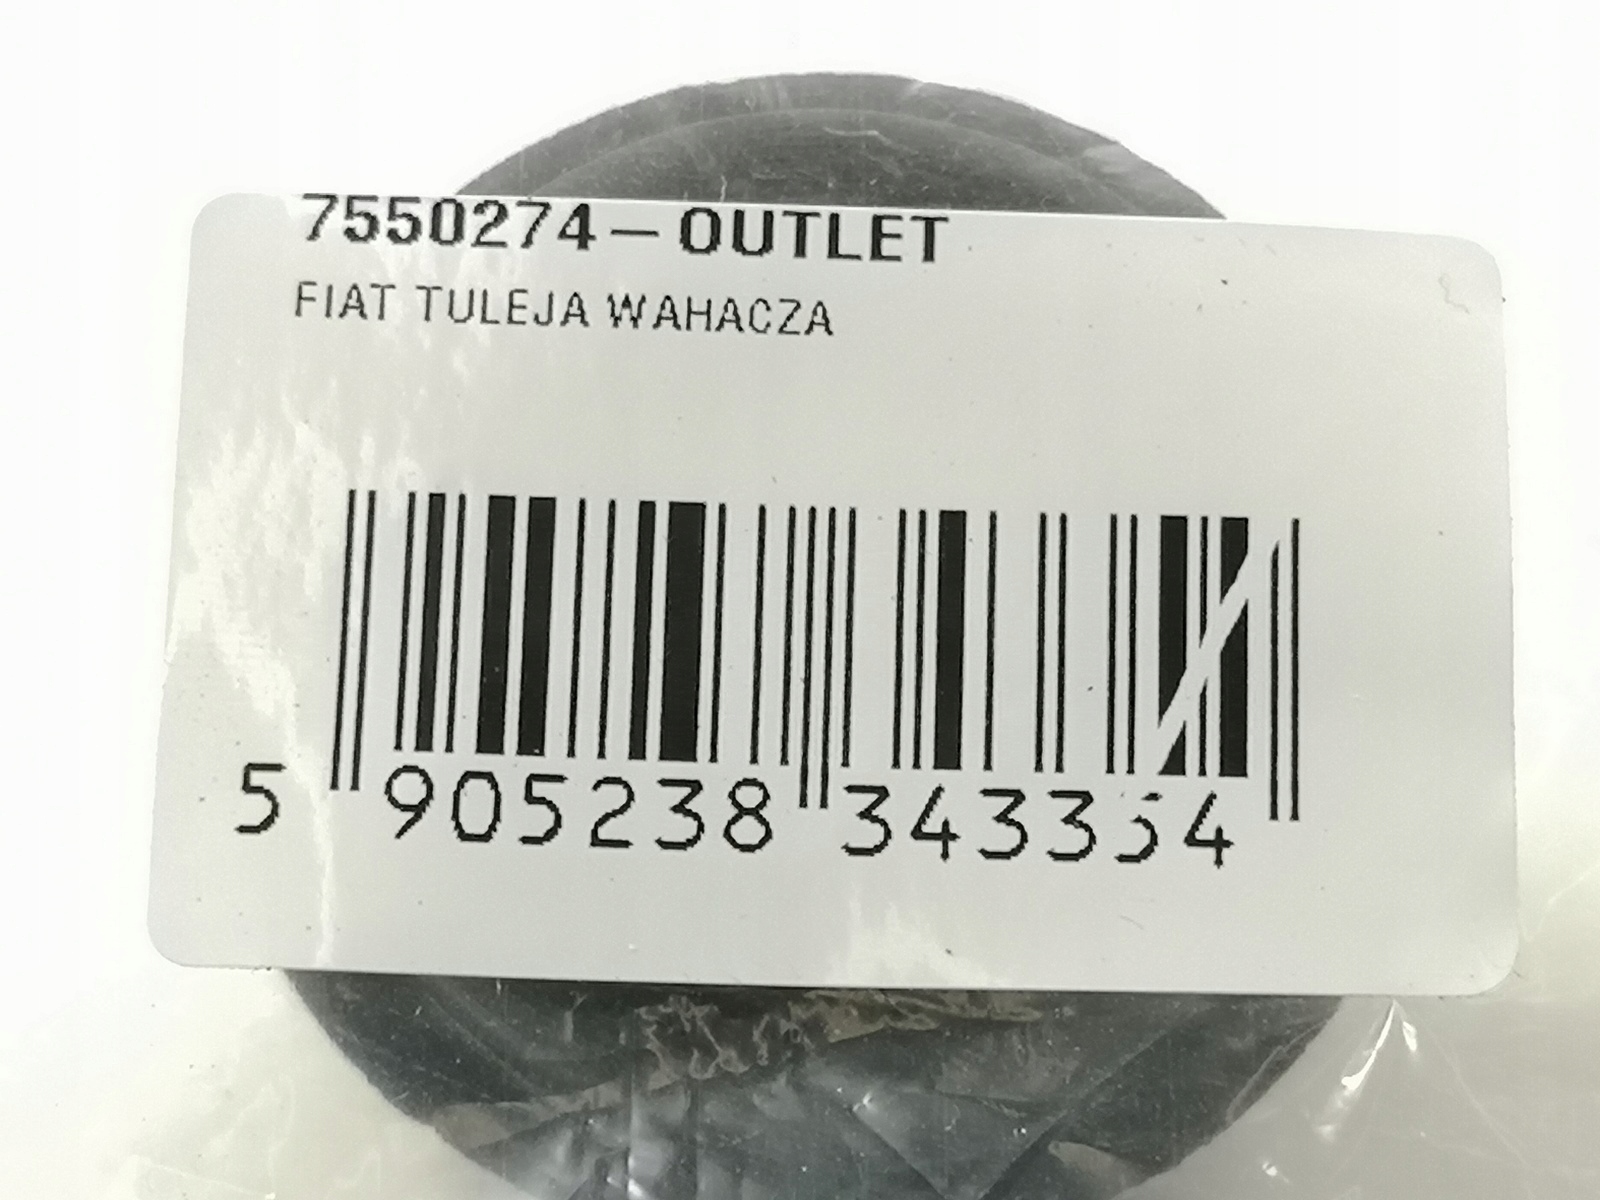 7550274-OUTLET
FIAT TULEJA WAHACZA
5 905238 343354